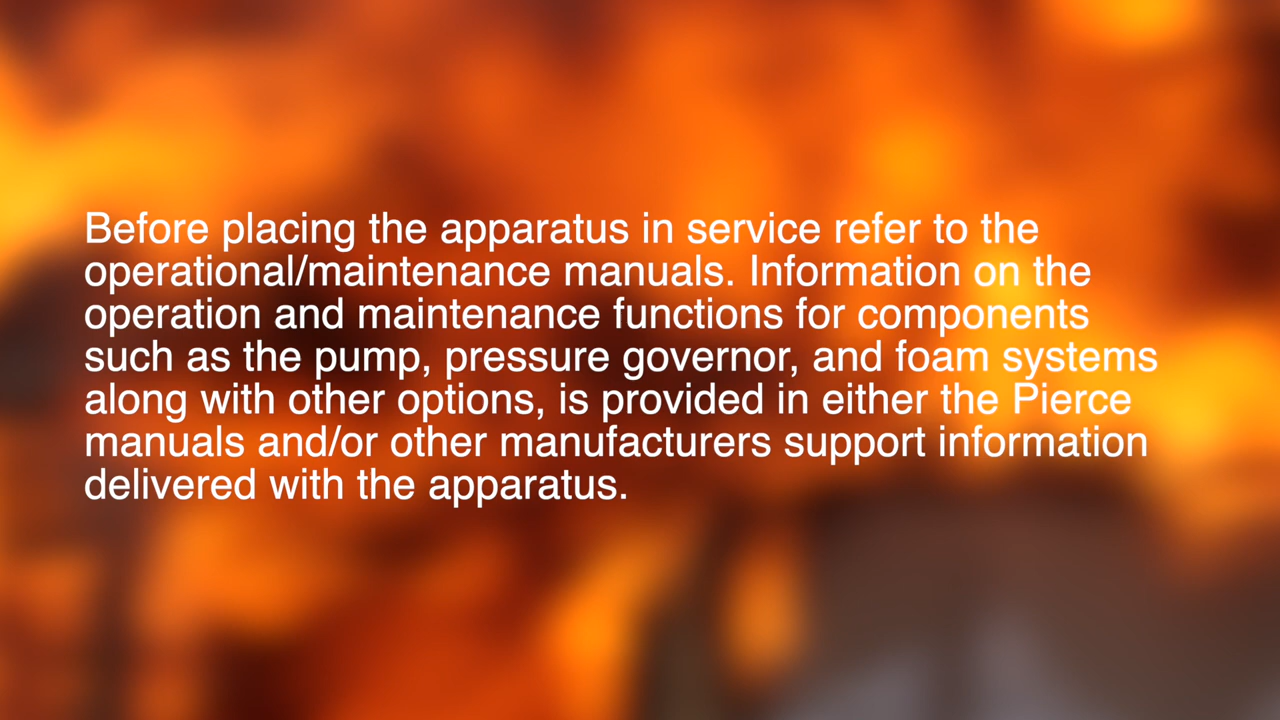 Before placing the apparatus in service refer to the
operational/maintenance manuals. Information on the
operation and maintenance functions for components
such as the pump, pressure governor, and foam systems
along with other options, is provided in either the Pierce
manuals and/or other manufacturers support information
delivered with the apparatus.